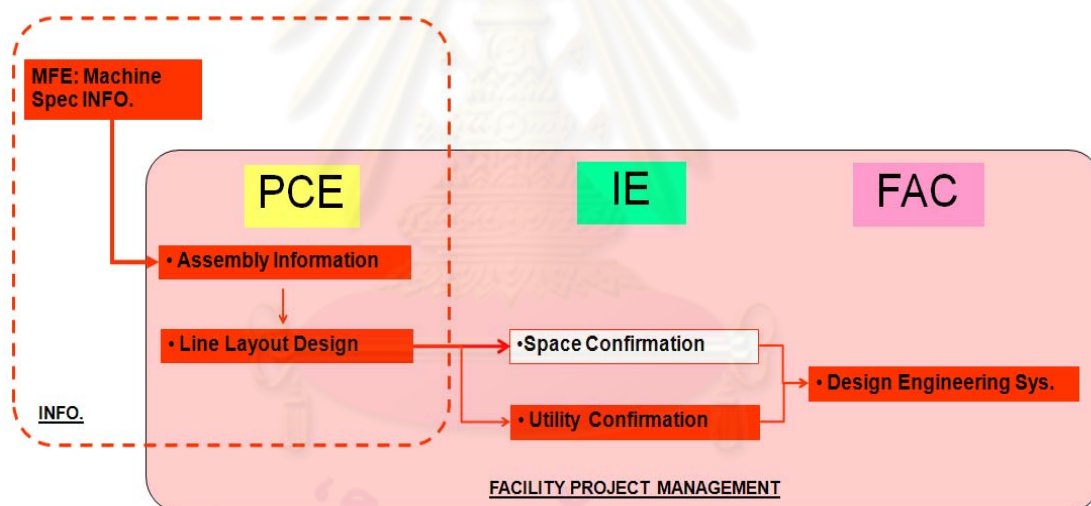 MFE: Machine
Spec INFO.
PCE
IE
FAC
• Assembly Information
• Line Layout Design
•Space Confirmation
• Design Engineering Sys.
• Utility Confirmation
INFO.
FACILITY PROJECT MANAGEMENT